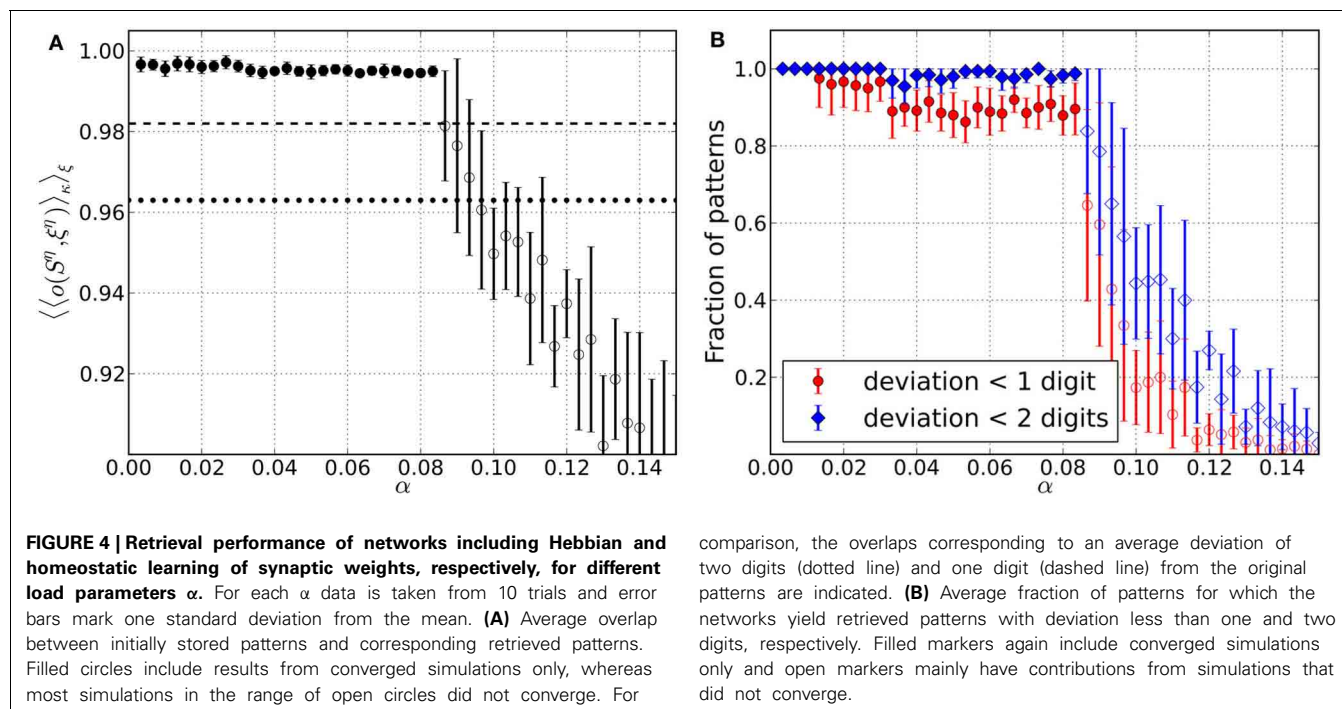 A
1.00
0.98
0.96
0.94
0.92
⟨⟨o(S^η, ξ^η)⟩_κ⟩_ξ
0.00 0.02 0.04 0.06 0.08 0.10 0.12 0.14
α
B
1.0
0.8
0.6
0.4
0.2
Fraction of patterns
deviation < 1 digit
deviation < 2 digits
0.00 0.02 0.04 0.06 0.08 0.10 0.12 0.14
α
FIGURE 4 | Retrieval performance of networks including Hebbian and
homeostatic learning of synaptic weights, respectively, for different
load parameters α. For each α data is taken from 10 trials and error
bars mark one standard deviation from the mean. (A) Average overlap
between initially stored patterns and corresponding retrieved patterns.
Filled circles include results from converged simulations only, whereas
most simulations in the range of open circles did not converge. For
comparison, the overlaps corresponding to an average deviation of
two digits (dotted line) and one digit (dashed line) from the original
patterns are indicated. (B) Average fraction of patterns for which the
networks yield retrieved patterns with deviation less than one and two
digits, respectively. Filled markers again include converged simulations
only and open markers mainly have contributions from simulations that
did not converge.